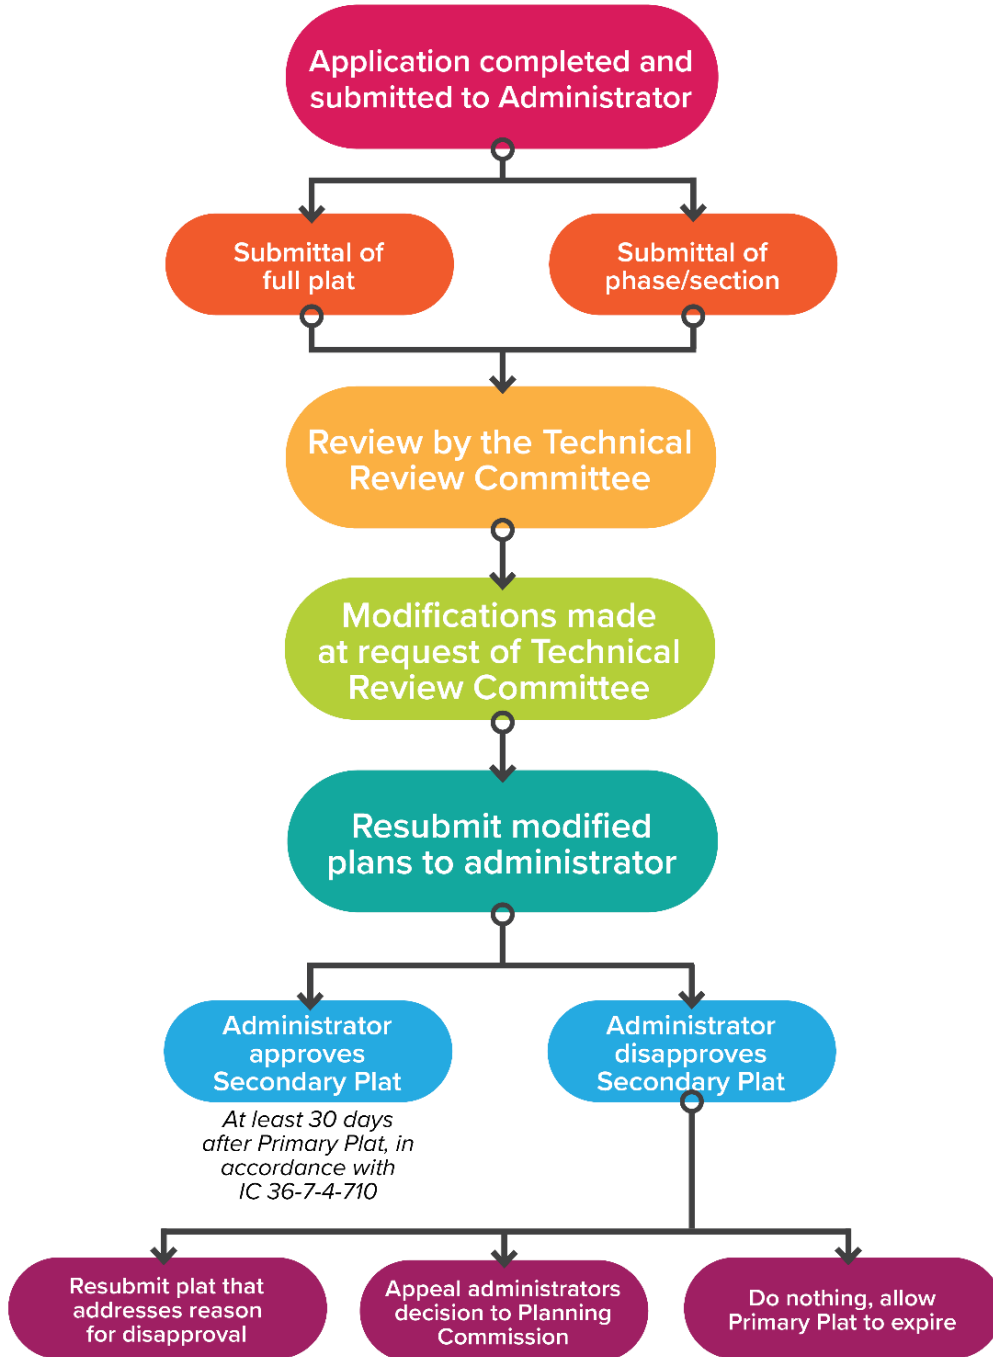 Application completed and
submitted to Administrator
Submittal of
full plat
Submittal of
phase/section
Review by the Technical
Review Committee
Modifications made
at request of Technical
Review Committee
Resubmit modified
plans to administrator
Administrator
approves
Secondary Plat
At least 30 days
after Primary Plat, in
accordance with
IC 36-7-4-710
Administrator
disapproves
Secondary Plat
Resubmit plat that
addresses reason
for disapproval
Appeal administrators
decision to Planning
Commission
Do nothing, allow
Primary Plat to expire